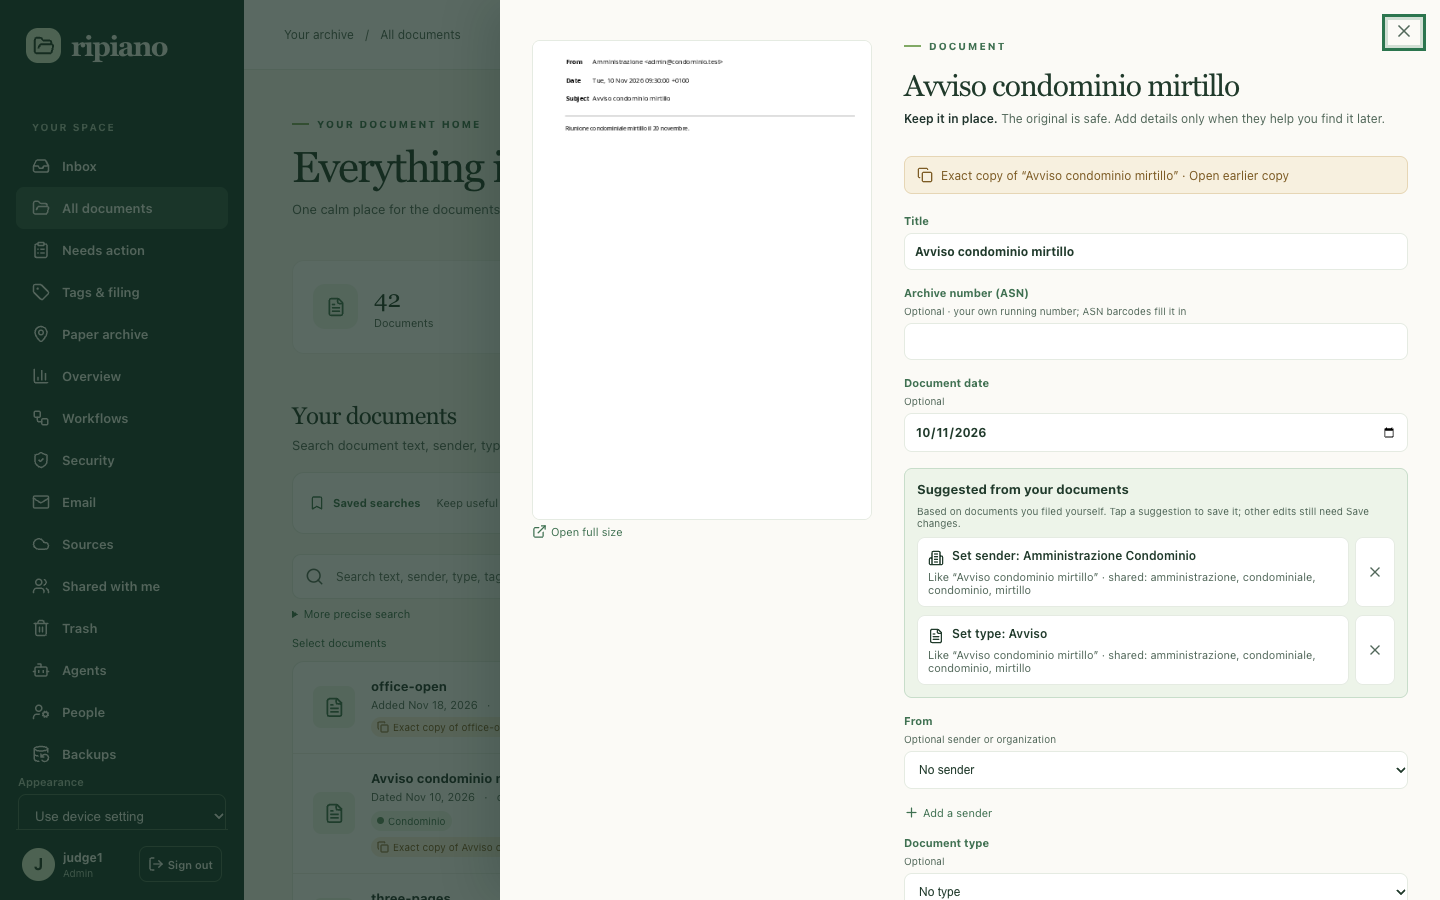 ripiano
YOUR SPACE
Inbox
All documents
Needs action
Tags & filing
Paper archive
Overview
Workflows
Security
Email
Sources
Shared with me
Trash
Agents
People
Backups
Appearance
Use device setting
J
judge1
Admin
Sign out
Your archive / All documents
YOUR DOCUMENT HOME
Everything i
One calm place for the documents
42
Documents
Your documents
Search document text, sender, typ
Saved searches Keep useful
Search text, sender, type, tag
More precise search
Select documents
office-open
Added Nov 18, 2026 ·
Exact copy of office-o
Avviso condominio m
Dated Nov 10, 2026 ·
Condominio
Exact copy of Avviso c
three-pages
From Amministrazione <admin@condominio.test>
Date Tue, 10 Nov 2026 09:30:00 +0100
Subject Avviso condominio mirtillo
Riunione condominiale mirtillo il 20 novembre.
Open full size
DOCUMENT
Avviso condominio mirtillo
Keep it in place. The original is safe. Add details only when they help you find it later.
Exact copy of “Avviso condominio mirtillo” · Open earlier copy
Title
Avviso condominio mirtillo
Archive number (ASN)
Optional · your own running number; ASN barcodes fill it in
Document date
Optional
10/11/2026
Suggested from your documents
Based on documents you filed yourself. Tap a suggestion to save it; other edits still need Save
changes.
Set sender: Amministrazione Condominio
Like “Avviso condominio mirtillo” · shared: amministrazione, condominiale,
condominio, mirtillo
Set type: Avviso
Like “Avviso condominio mirtillo” · shared: amministrazione, condominiale,
condominio, mirtillo
From
Optional sender or organization
No sender
Add a sender
Document type
Optional
No type